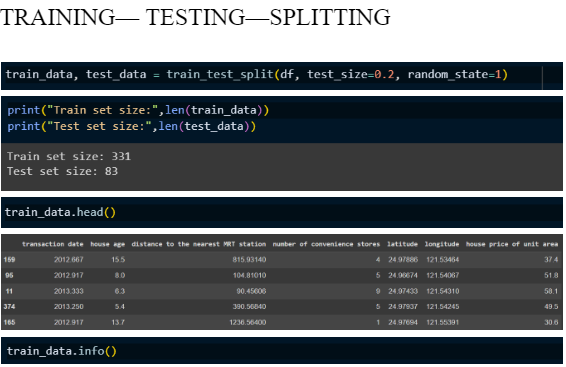 TRAINING— TESTING—SPLITTING
train_data, test_data = train_test_split(df, test_size=0.2, random_state=1)
print("Train set size:",len(train_data))
print("Test set size:",len(test_data))
Train set size: 331
Test set size: 83
train_data.head()
transaction date house age distance to the nearest MRT station number of convenience stores latitude longitude house price of unit area
159 2012.667 15.5 815.93140 4 24.97886 121.53464 37.4
95 2012.917 8.0 104.81010 5 24.96674 121.54067 51.8
11 2013.333 6.3 90.45606 9 24.97433 121.54310 58.1
374 2013.250 5.4 390.56840 5 24.97937 121.54245 49.5
165 2012.917 13.7 1236.56400 1 24.97694 121.55391 30.6
train_data.info()